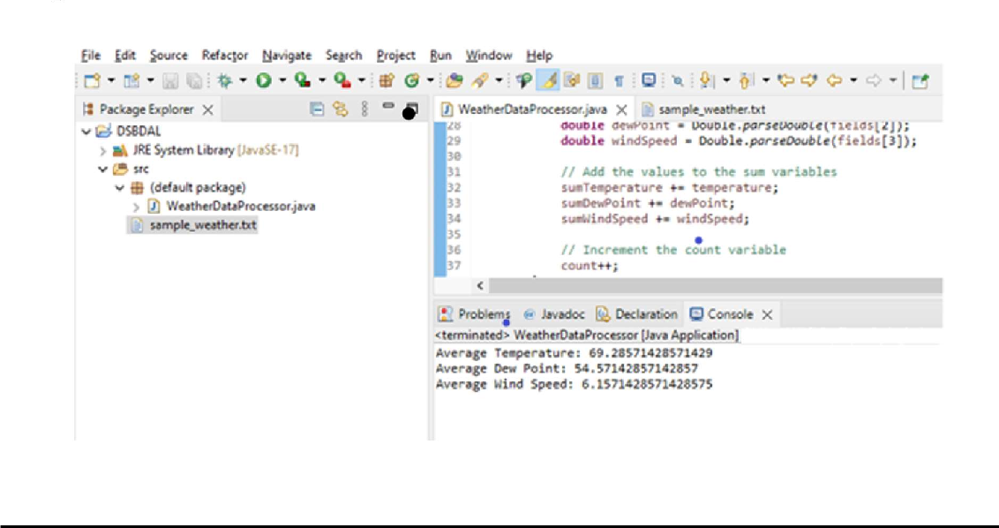 File Edit Source Refactor Navigate Search Project Run Window Help
Package Explorer
DSBDAL
JRE System Library [JavaSE-17]
src
(default package)
WeatherDataProcessor.java
sample_weather.txt
WeatherDataProcessor.java sample_weather.txt
28 double dewPoint = Double.parseDouble(fields[2]);
29 double windSpeed = Double.parseDouble(fields[3]);
30
31 // Add the values to the sum variables
32 sumTemperature += temperature;
33 sumDewPoint += dewPoint;
34 sumWindSpeed += windSpeed;
35
36 // Increment the count variable
37 count++;
Problems @ Javadoc Declaration Console
<terminated> WeatherDataProcessor [Java Application]
Average Temperature: 69.28571428571429
Average Dew Point: 54.57142857142857
Average Wind Speed: 6.1571428571428575